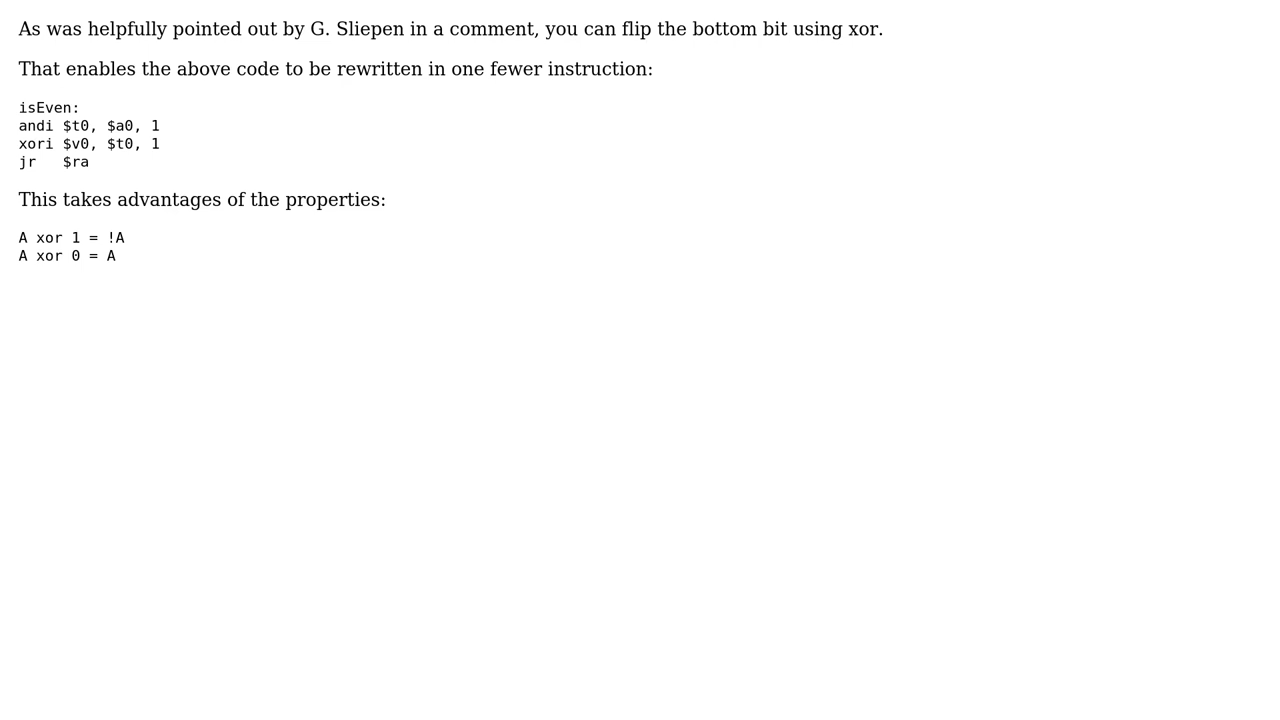 As was helpfully pointed out by G. Sliepen in a comment, you can flip the bottom bit using xor.
That enables the above code to be rewritten in one fewer instruction:
isEven:
andi $t0, $a0, 1
xori $v0, $t0, 1
jr   $ra
This takes advantages of the properties:
A xor 1 = !A
A xor 0 = A